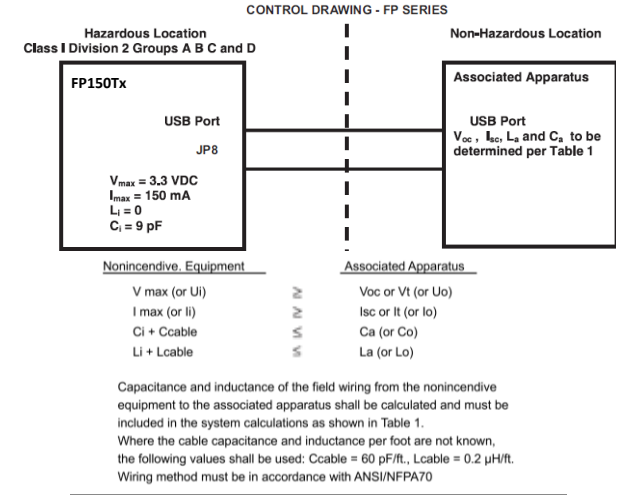 CONTROL DRAWING - FP SERIES
Hazardous Location
Class I Division 2 Groups A B C and D
Non-Hazardous Location
FP150Tx
USB Port
JP8
Vmax = 3.3 VDC
Imax = 150 mA
Li = 0
Ci = 9 pF
Associated Apparatus
USB Port
Voc , Isc, La and Ca to be
determined per Table 1
Nonincendive. Equipment Associated Apparatus
V max (or Ui) ≥ Voc or Vt (or Uo)
I max (or Ii) ≥ Isc or It (or Io)
Ci + Ccable ≤ Ca (or Co)
Li + Lcable ≤ La (or Lo)
Capacitance and inductance of the field wiring from the nonincendive
equipment to the associated apparatus shall be calculated and must be
included in the system calculations as shown in Table 1.
Where the cable capacitance and inductance per foot are not known,
the following values shall be used: Ccable = 60 pF/ft., Lcable = 0.2 µH/ft.
Wiring method must be in accordance with ANSI/NFPA70